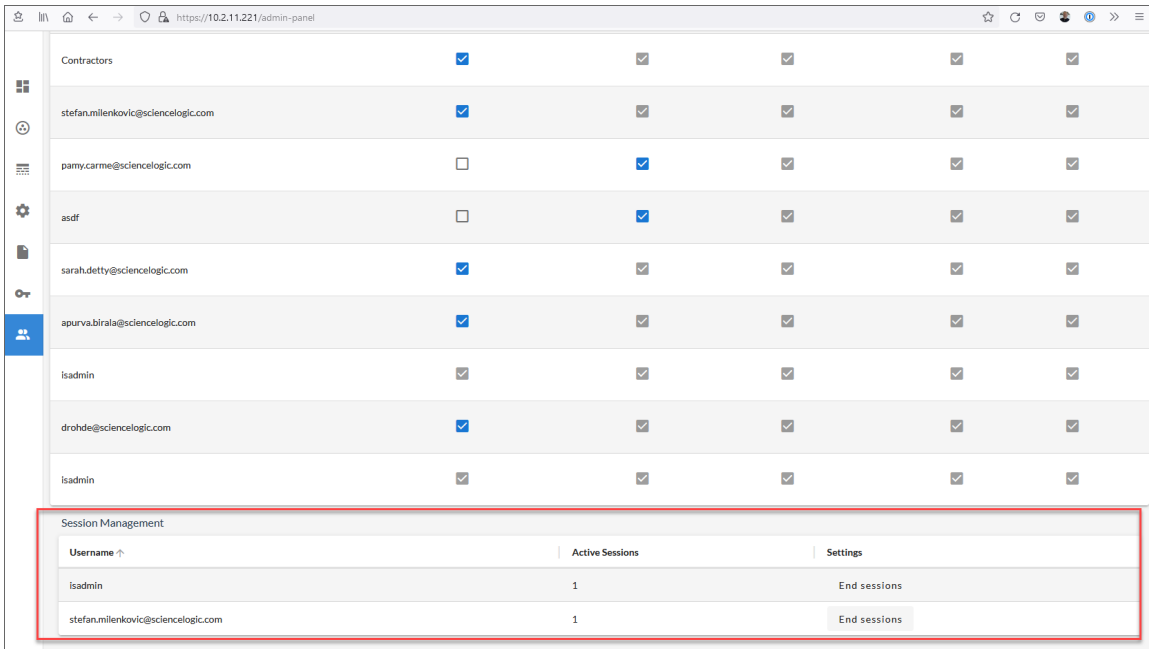 https://10.2.11.221/admin-panel
Contractors
stefan.milenkovic@sciencelogic.com
pamy.carme@sciencelogic.com
asdf
sarah.detty@sciencelogic.com
apurva.birala@sciencelogic.com
isadmin
drohde@sciencelogic.com
isadmin
Session Management
Username Active Sessions Settings
isadmin 1 End sessions
stefan.milenkovic@sciencelogic.com 1 End sessions